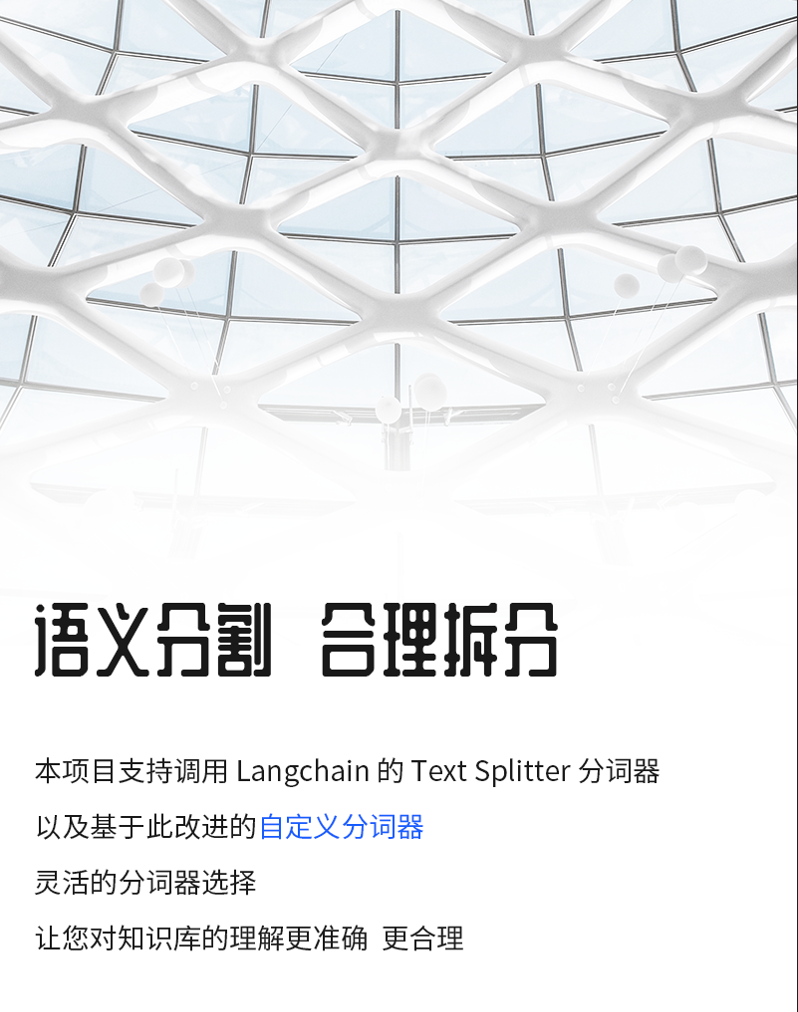 语义分割 合理拆分
本项目支持调用 Langchain 的 Text Splitter 分词器
以及基于此改进的自定义分词器
灵活的分词器选择
让您对知识库的理解更准确 更合理